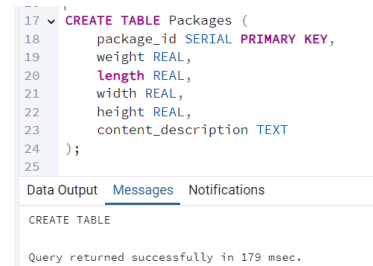 17 CREATE TABLE Packages (
18 package_id SERIAL PRIMARY KEY,
19 weight REAL,
20 length REAL,
21 width REAL,
22 height REAL,
23 content_description TEXT
24 );
25
Data Output Messages Notifications
CREATE TABLE
Query returned successfully in 179 msec.